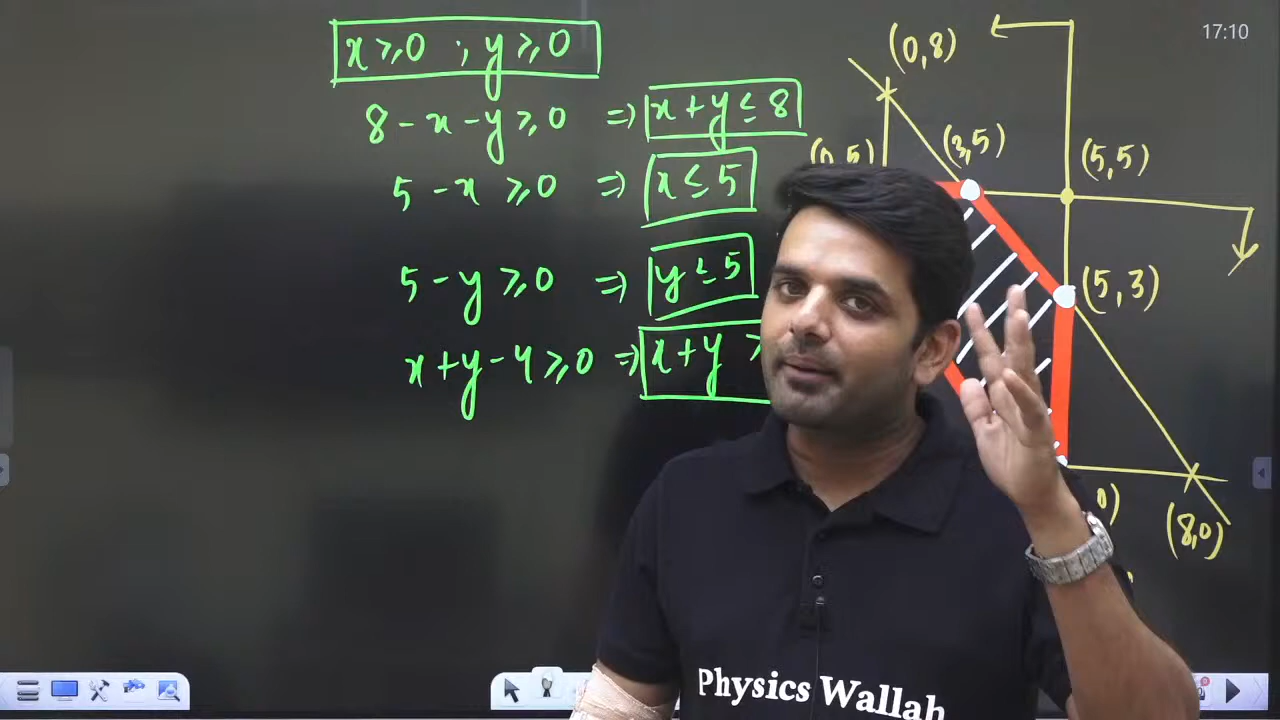 17:10
x ≥ 0 ; y ≥ 0
8 - x - y ≥ 0 ⇒ x + y ≤ 8
5 - x ≥ 0 ⇒ x ≤ 5
5 - y ≥ 0 ⇒ y ≤ 5
x + y - 4 ≥ 0 ⇒ x + y ≥
(0,8)
(3,5)
(5,5)
(5,3)
(8,0)
Physics Wallah